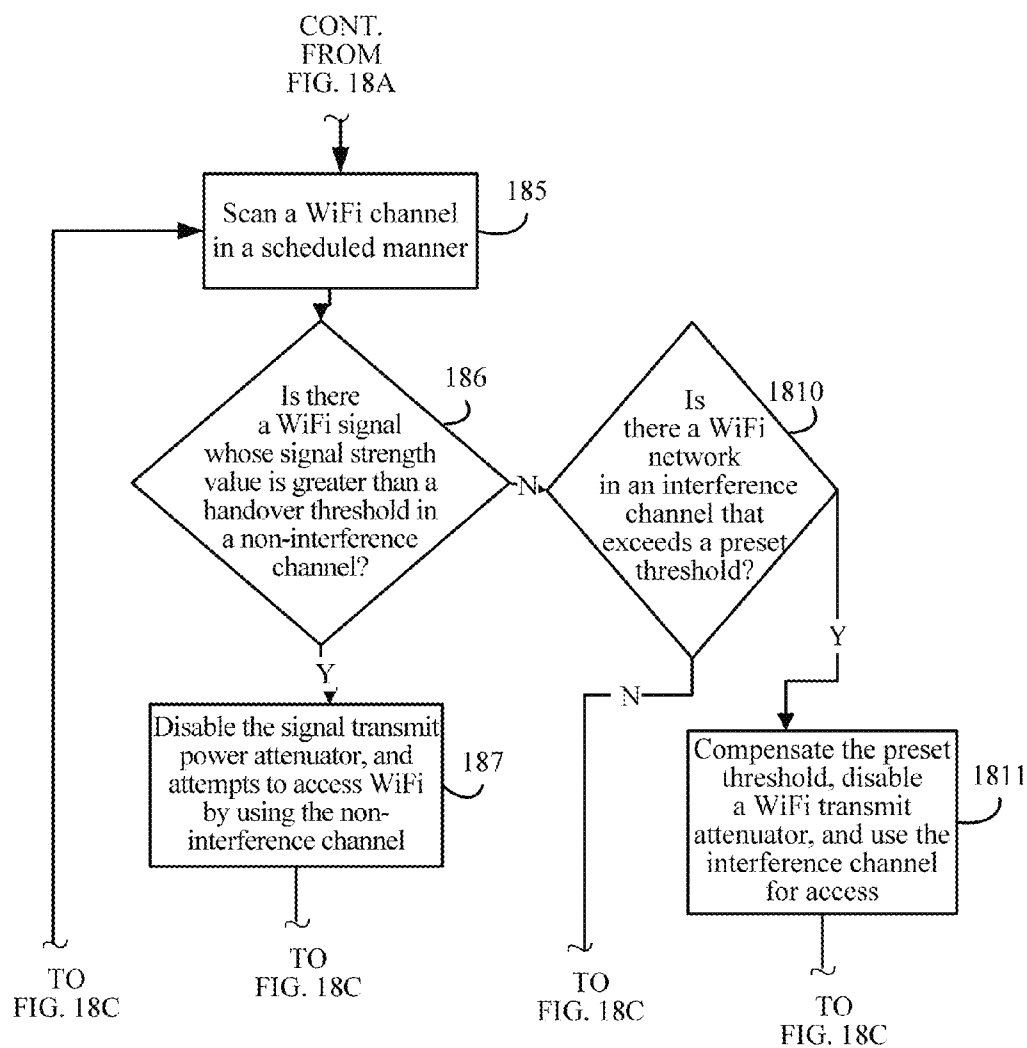 CONT.
FROM
FIG. 18A
Scan a WiFi channel
in a scheduled manner
185
Is there
a WiFi signal
whose signal strength
value is greater than a
handover threshold in
a non-interference
channel?
186
N
Is
there a WiFi
network
in an interference
channel that
exceeds a preset
threshold?
1810
Y
N
Y
Disable the signal transmit
power attenuator, and
attempts to access WiFi
by using the non-
interference channel
187
Compensate the preset
threshold, disable
a WiFi transmit
attenuator, and use the
interference channel
for access
1811
TO
FIG. 18C
TO
FIG. 18C
TO
FIG. 18C
TO
FIG. 18C